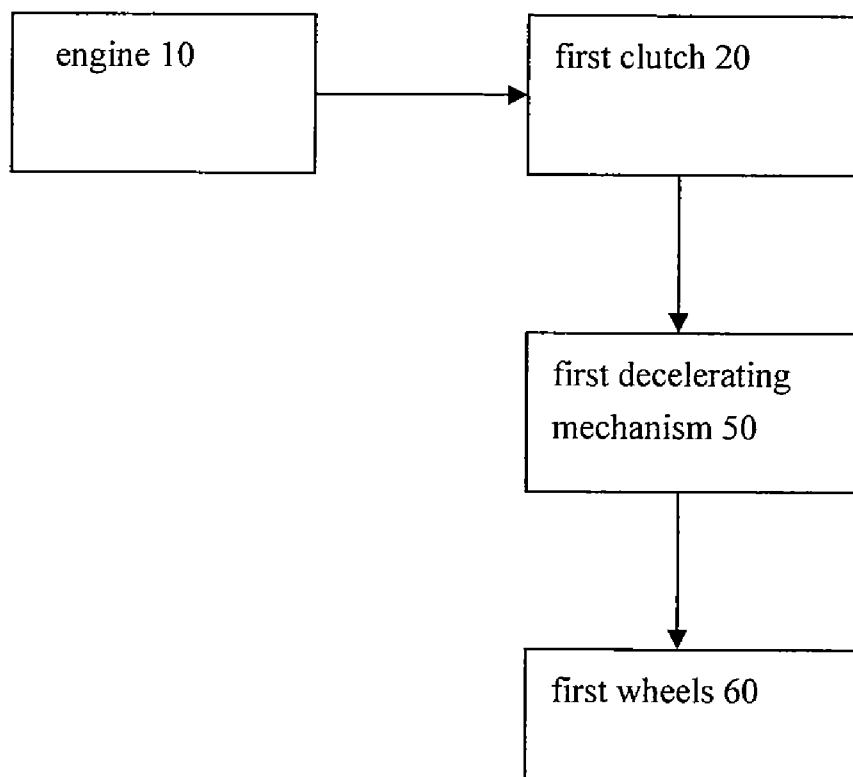 engine 10
first clutch 20
first decelerating
mechanism 50
first wheels 60